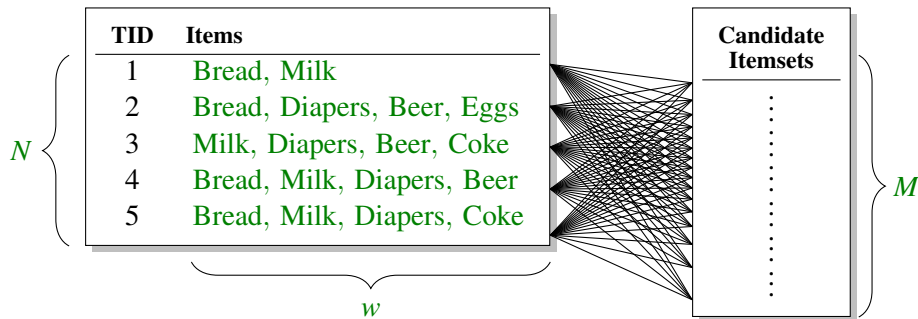 TID Items
1 Bread, Milk
2 Bread, Diapers, Beer, Eggs
3 Milk, Diapers, Beer, Coke
4 Bread, Milk, Diapers, Beer
5 Bread, Milk, Diapers, Coke
N
w
Candidate
Itemsets
M